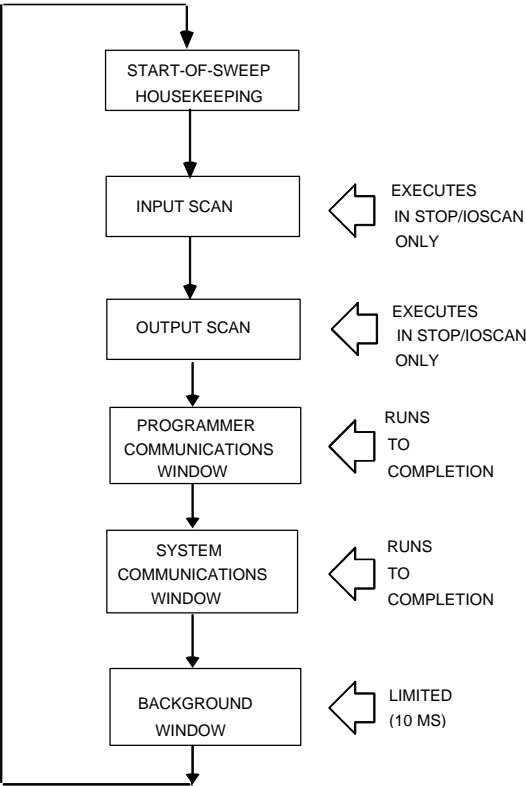 START-OF-SWEEP
HOUSEKEEPING
INPUT SCAN
EXECUTES
IN STOP/IOSCAN
ONLY
OUTPUT SCAN
EXECUTES
IN STOP/IOSCAN
ONLY
PROGRAMMER
COMMUNICATIONS
WINDOW
RUNS
TO
COMPLETION
SYSTEM
COMMUNICATIONS
WINDOW
RUNS
TO
COMPLETION
BACKGROUND
WINDOW
LIMITED
(10 MS)